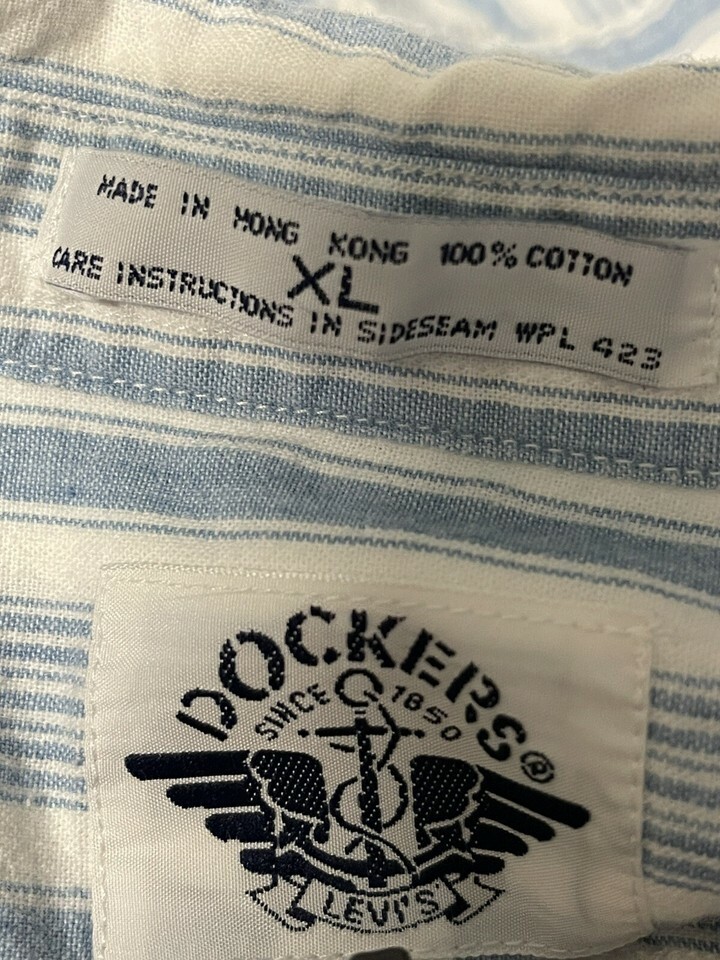 MADE IN HONG KONG 100% COTTON
XL
CARE INSTRUCTIONS IN SIDESEAM WPL 423
DOCKERS®
SINCE 1850
LEVI'S